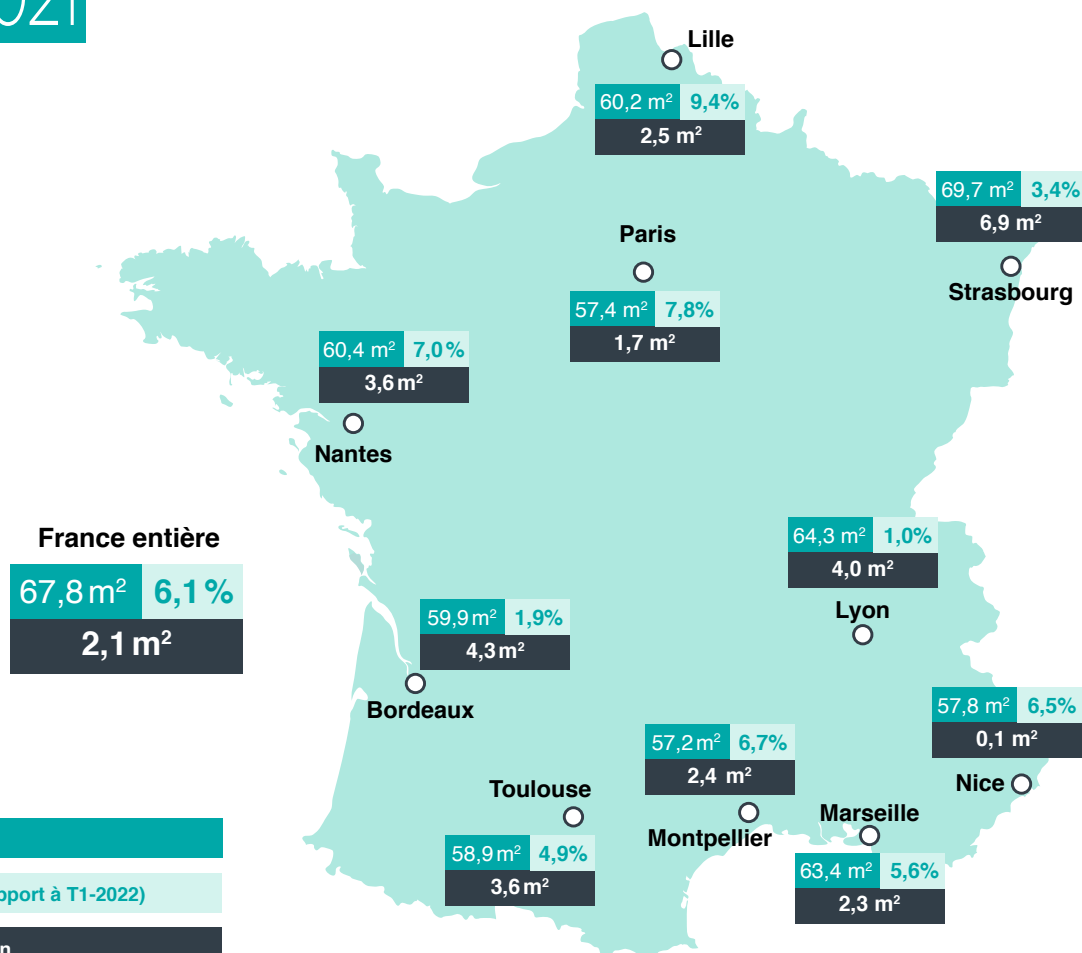 Lille
60,2 m² 9,4%
2,5 m²
69,7 m² 3,4%
6,9 m²
Strasbourg
Paris
57,4 m² 7,8%
1,7 m²
60,4 m² 7,0%
3,6 m²
Nantes
France entière
67,8 m² 6,1%
2,1 m²
64,3 m² 1,0%
4,0 m²
Lyon
59,9 m² 1,9%
4,3 m²
Bordeaux
57,8 m² 6,5%
0,1 m²
Nice
57,2 m² 6,7%
2,4 m²
Montpellier
Toulouse
58,9 m² 4,9%
3,6 m²
Marseille
63,4 m² 5,6%
2,3 m²
à T1-2022)